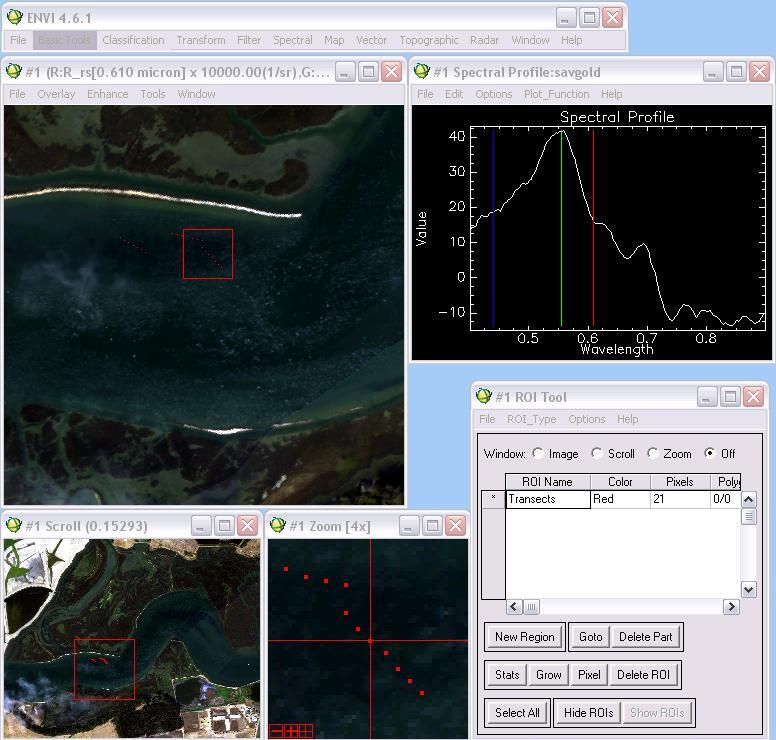 ENVI 4.6.1
File Basic Tools Classification Transform Filter Spectral Map Vector Topographic Radar Window Help
#1 (R:R_rs[0.610 micron] x 10000.00(1/sr),G:...
File Overlay Enhance Tools Window
#1 Spectral Profile:savgold
File Edit Options Plot_Function Help
Spectral Profile
40
30
20
10
0
-10
Value
0.5 0.6 0.7 0.8
Wavelength
#1 ROI Tool
File ROI_Type Options Help
Window: Image Scroll Zoom Off
ROI Name Color Pixels Poly
* Transects Red 21 0/0
New Region Goto Delete Part
Stats Grow Pixel Delete ROI
Select All Hide ROIs Show ROIs
#1 Scroll (0.15293)
#1 Zoom [4x]